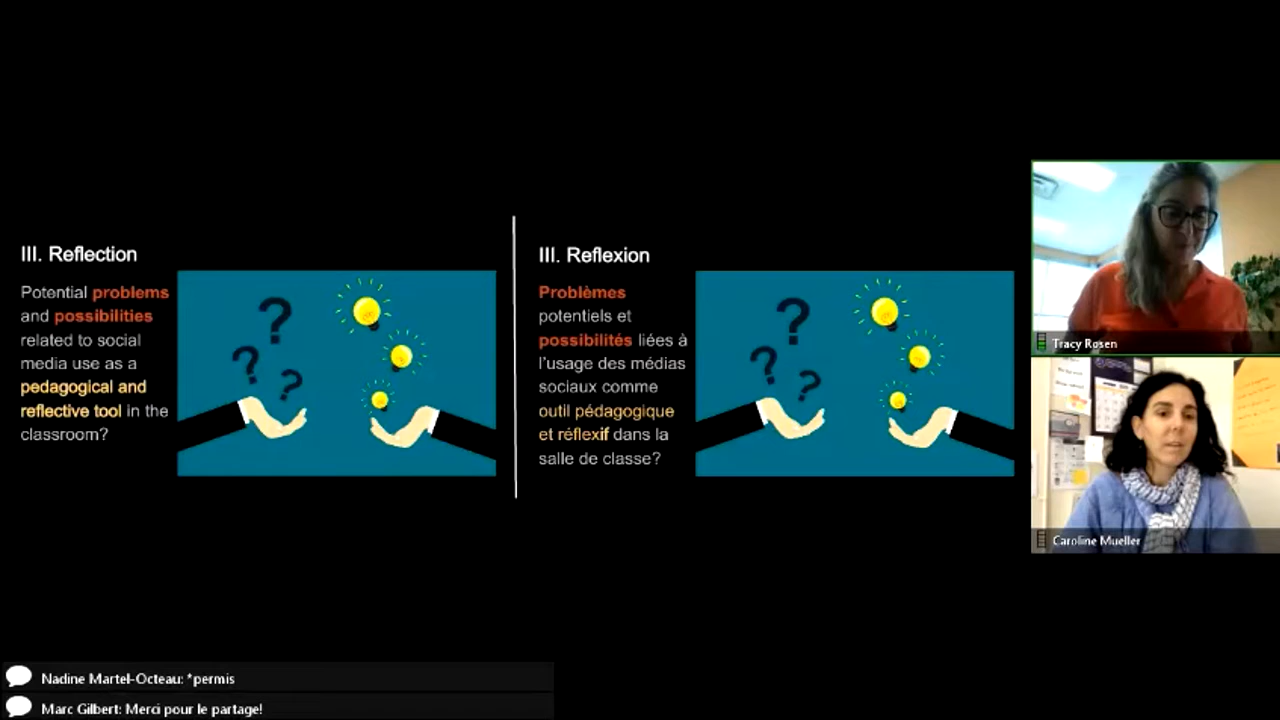 III. Reflection
Potential problems
and possibilities
related to social
media use as a
pedagogical and
reflective tool in the
classroom?
III. Reflexion
Problèmes
potentiels et
possibilités liées à
l'usage des médias
sociaux comme
outil pédagogique
et réflexif dans la
salle de classe?
Tracy Rosen
Caroline Mueller
Nadine Martel-Octeau: *permis
Marc Gilbert: Merci pour le partage!